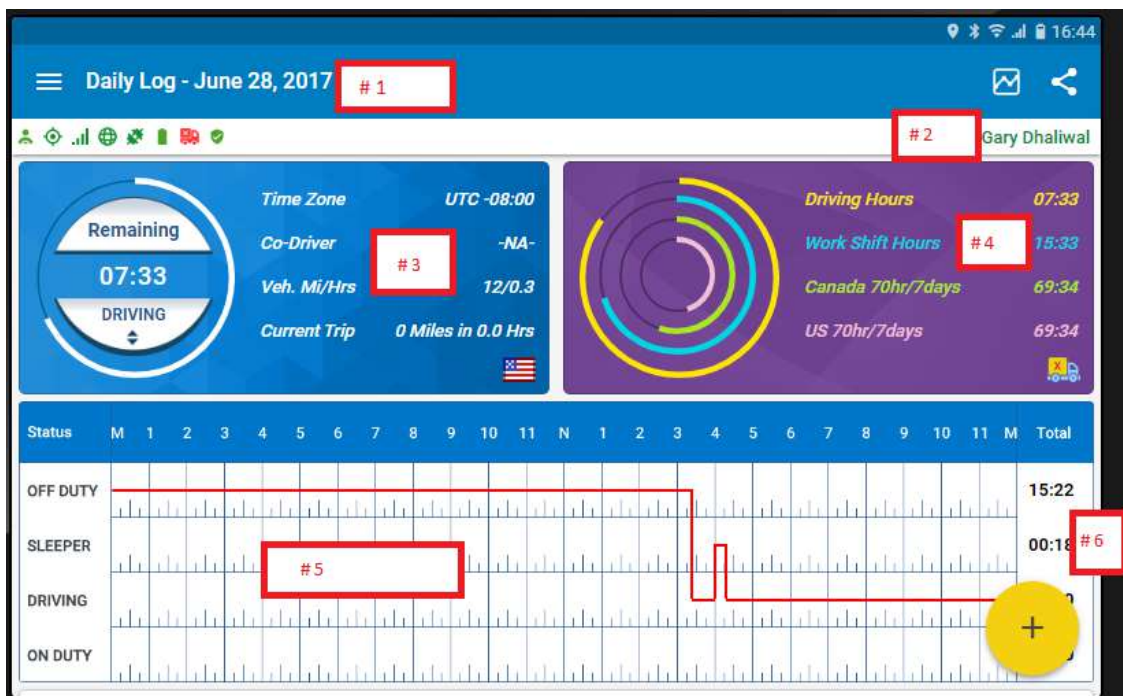 16:44
Daily Log - June 28, 2017 # 1
# 2 Gary Dhaliwal
Remaining
07:33
DRIVING
Time Zone UTC -08:00
Co-Driver -NA-
# 3
Veh. Mi/Hrs 12/0.3
Current Trip 0 Miles in 0.0 Hrs
Driving Hours 07:33
Work Shift Hours # 4 15:33
Canada 70hr/7days 69:34
US 70hr/7days 69:34
X
Status M 1 2 3 4 5 6 7 8 9 10 11 N 1 2 3 4 5 6 7 8 9 10 11 M Total
OFF DUTY 15:22
SLEEPER 00:18 # 6
# 5
DRIVING
+
ON DUTY